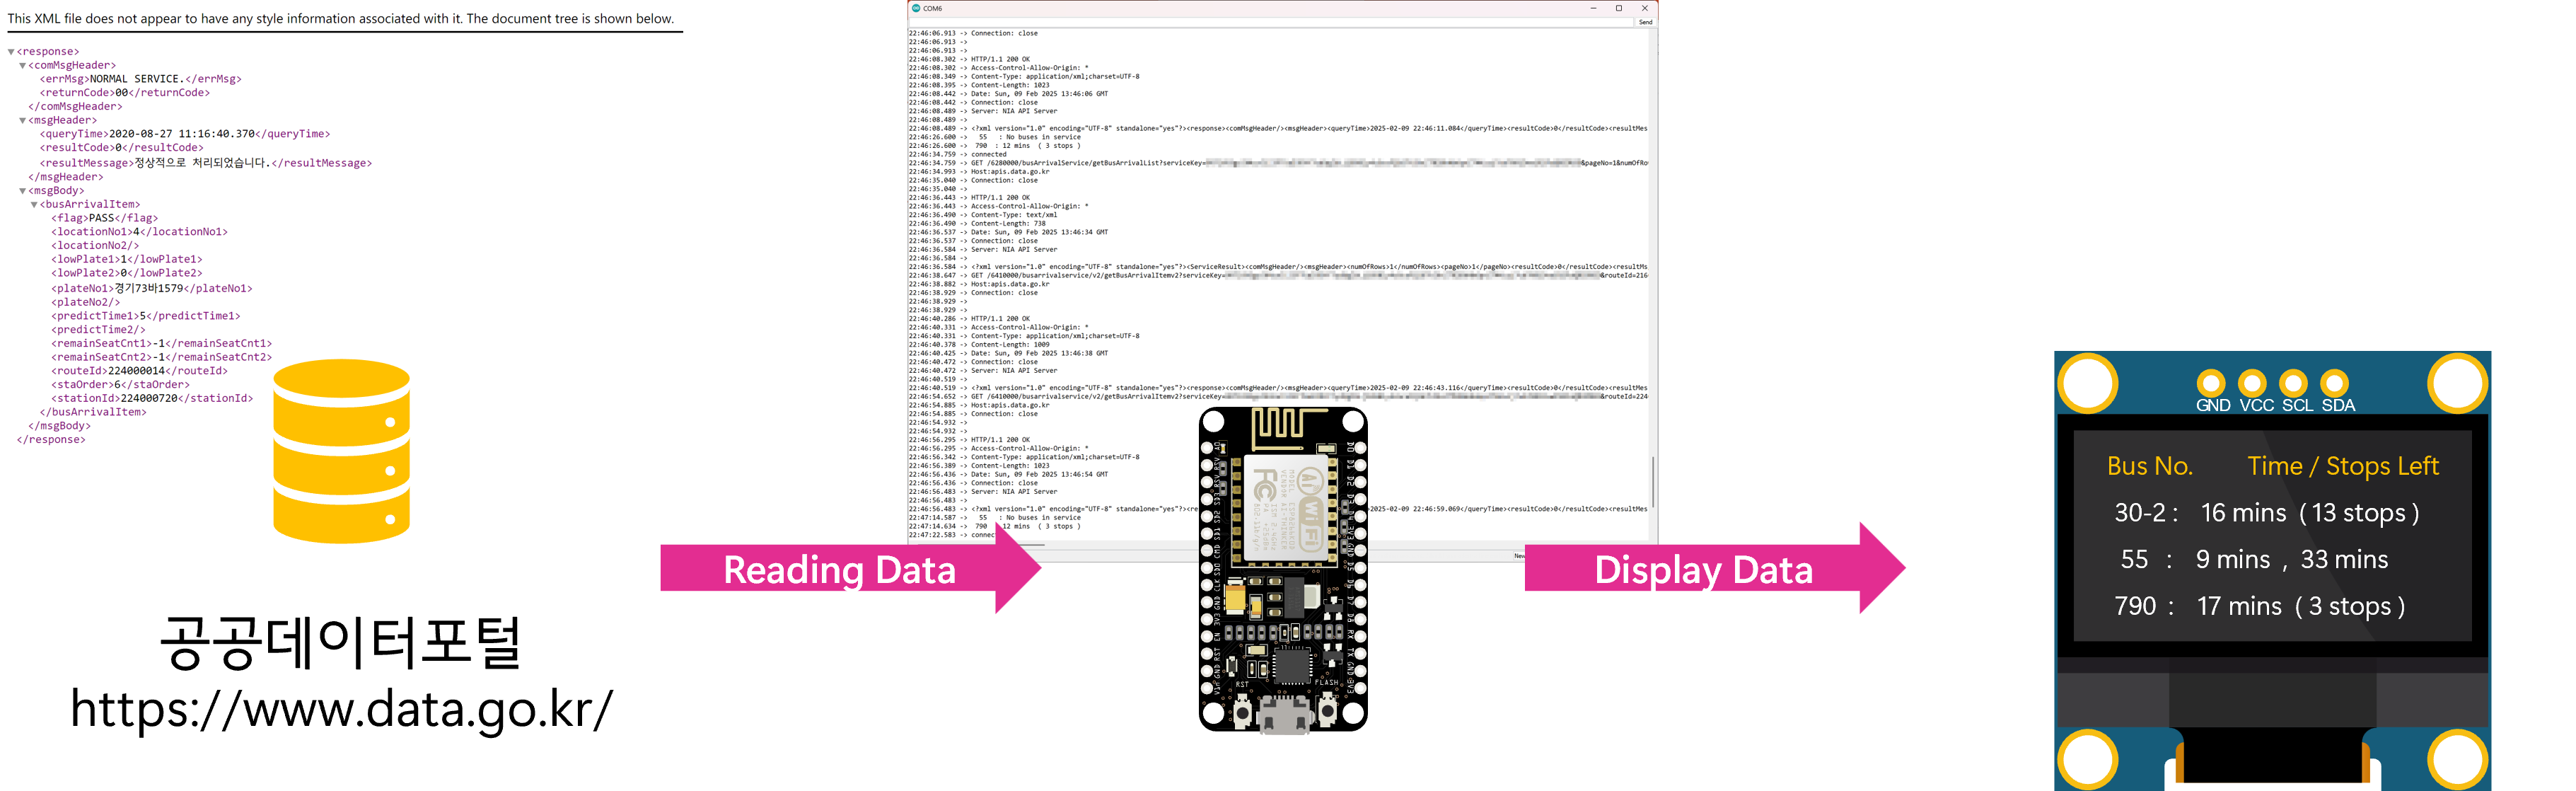 This XML file does not appear to have any style information associated with it. The document tree is shown below.
▼<response>
▼<comMsgHeader>
<errMsg>NORMAL SERVICE.</errMsg>
<returnCode>00</returnCode>
</comMsgHeader>
▼<msgHeader>
<queryTime>2020-08-27 11:16:40.370</queryTime>
<resultCode>0</resultCode>
<resultMessage>정상적으로 처리되었습니다.</resultMessage>
</msgHeader>
▼<msgBody>
▼<busArrivalItem>
<flag>PASS</flag>
<locationNo1>4</locationNo1>
<locationNo2/>
<lowPlate1>1</lowPlate1>
<lowPlate2>0</lowPlate2>
<plateNo1>경기73바1579</plateNo1>
<plateNo2/>
<predictTime1>5</predictTime1>
<predictTime2/>
<remainSeatCnt1>-1</remainSeatCnt1>
<remainSeatCnt2>-1</remainSeatCnt2>
<routeId>224000014</routeId>
<staOrder>6</staOrder>
<stationId>224000720</stationId>
</busArrivalItem>
</msgBody>
</response>
공공데이터포털
https://www.data.go.kr/
Reading Data
COM6
Send
22:46:06.913 -> Connection: close
22:46:06.913 ->
22:46:06.913 ->
22:46:08.302 -> HTTP/1.1 200 OK
22:46:08.302 -> Access-Control-Allow-Origin: *
22:46:08.349 -> Content-Type: application/xml;charset=UTF-8
22:46:08.395 -> Content-Length: 1023
22:46:08.442 -> Date: Sun, 09 Feb 2025 13:46:06 GMT
22:46:08.442 -> Connection: close
22:46:08.489 -> Server: NIA API Server
22:46:08.489 ->
22:46:08.489 -> <?xml version="1.0" encoding="UTF-8" standalone="yes"?><response><comMsgHeader/><msgHeader><queryTime>2025-02-09 22:46:11.084</queryTime><resultCode>0</resultCode><resultMes
22:46:26.600 -> 55 : No buses in service
22:46:26.600 -> 790 : 12 mins ( 3 stops )
22:46:34.759 -> connected
22:46:34.759 -> GET /6280000/busArrivalService/getBusArrivalList?serviceKey= &pageNo=1&numOfRo
22:46:34.993 -> Host:apis.data.go.kr
22:46:35.040 -> Connection: close
22:46:35.040 ->
22:46:36.443 -> HTTP/1.1 200 OK
22:46:36.443 -> Access-Control-Allow-Origin: *
22:46:36.490 -> Content-Type: text/xml
22:46:36.490 -> Content-Length: 738
22:46:36.537 -> Date: Sun, 09 Feb 2025 13:46:34 GMT
22:46:36.537 -> Connection: close
22:46:36.584 -> Server: NIA API Server
22:46:36.584 ->
22:46:36.584 -> <?xml version="1.0" encoding="UTF-8" standalone="yes"?><ServiceResult><comMsgHeader/><msgHeader><numOfRows>1</numOfRows><pageNo>1</pageNo><resultCode>0</resultCode><resultMs
22:46:38.647 -> GET /6410000/busarrivalservice/v2/getBusArrivalItemv2?serviceKey= &routeId=216
22:46:38.882 -> Host:apis.data.go.kr
22:46:38.929 -> Connection: close
22:46:38.929 ->
22:46:38.929 ->
22:46:40.286 -> HTTP/1.1 200 OK
22:46:40.331 -> Access-Control-Allow-Origin: *
22:46:40.331 -> Content-Type: application/xml;charset=UTF-8
22:46:40.378 -> Content-Length: 1009
22:46:40.425 -> Date: Sun, 09 Feb 2025 13:46:38 GMT
22:46:40.472 -> Connection: close
22:46:40.472 -> Server: NIA API Server
22:46:40.519 ->
22:46:40.519 -> <?xml version="1.0" encoding="UTF-8" standalone="yes"?><response><comMsgHeader/><msgHeader><queryTime>2025-02-09 22:46:43.116</queryTime><resultCode>0</resultCode><resultMes
22:46:54.652 -> GET /6410000/busarrivalservice/v2/getBusArrivalItemv2?serviceKey= &routeId=224
22:46:54.885 -> Host:apis.data.go.kr
22:46:54.885 -> Connection: close
22:46:54.932 ->
22:46:54.932 ->
22:46:56.295 -> HTTP/1.1 200 OK
22:46:56.295 -> Access-Control-Allow-Origin: *
22:46:56.342 -> Content-Type: application/xml;charset=UTF-8
22:46:56.389 -> Content-Length: 1023
22:46:56.436 -> Date: Sun, 09 Feb 2025 13:46:54 GMT
22:46:56.436 -> Connection: close
22:46:56.483 -> Server: NIA API Server
22:46:56.483 ->
22:46:56.483 -> <?xml version="1.0" encoding="UTF-8" standalone="yes"?><re 2025-02-09 22:46:59.069</queryTime><resultCode>0</resultCode><resultMes
22:47:14.587 -> 55 : No buses in service
22:47:14.634 -> 790 : 12 mins ( 3 stops )
22:47:22.583 -> connec
RST
FLASH
Display Data
GND VCC SCL SDA
Bus No. Time / Stops Left
30-2 : 16 mins ( 13 stops )
55 : 9 mins , 33 mins
790 : 17 mins ( 3 stops )